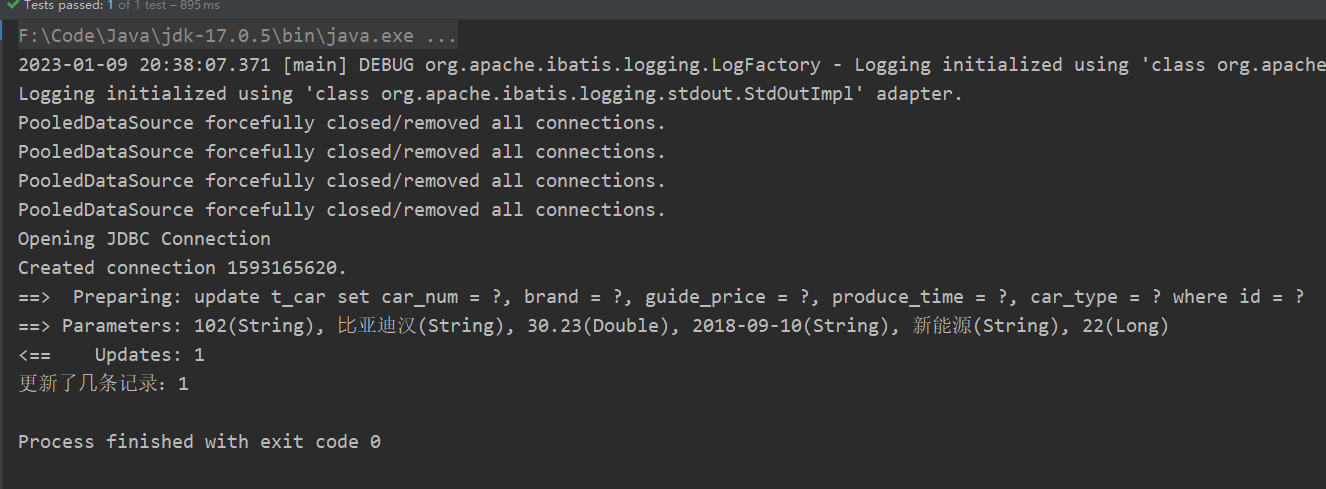 Tests passed: 1 of 1 test – 895 ms
F:\Code\Java\jdk-17.0.5\bin\java.exe ...
2023-01-09 20:38:07.371 [main] DEBUG org.apache.ibatis.logging.LogFactory - Logging initialized using 'class org.apache
Logging initialized using 'class org.apache.ibatis.logging.stdout.StdOutImpl' adapter.
PooledDataSource forcefully closed/removed all connections.
PooledDataSource forcefully closed/removed all connections.
PooledDataSource forcefully closed/removed all connections.
PooledDataSource forcefully closed/removed all connections.
Opening JDBC Connection
Created connection 1593165620.
==>  Preparing: update t_car set car_num = ?, brand = ?, guide_price = ?, produce_time = ?, car_type = ? where id = ?
==> Parameters: 102(String), 比亚迪汉(String), 30.23(Double), 2018-09-10(String), 新能源(String), 22(Long)
<==    Updates: 1
更新了几条记录：1
Process finished with exit code 0